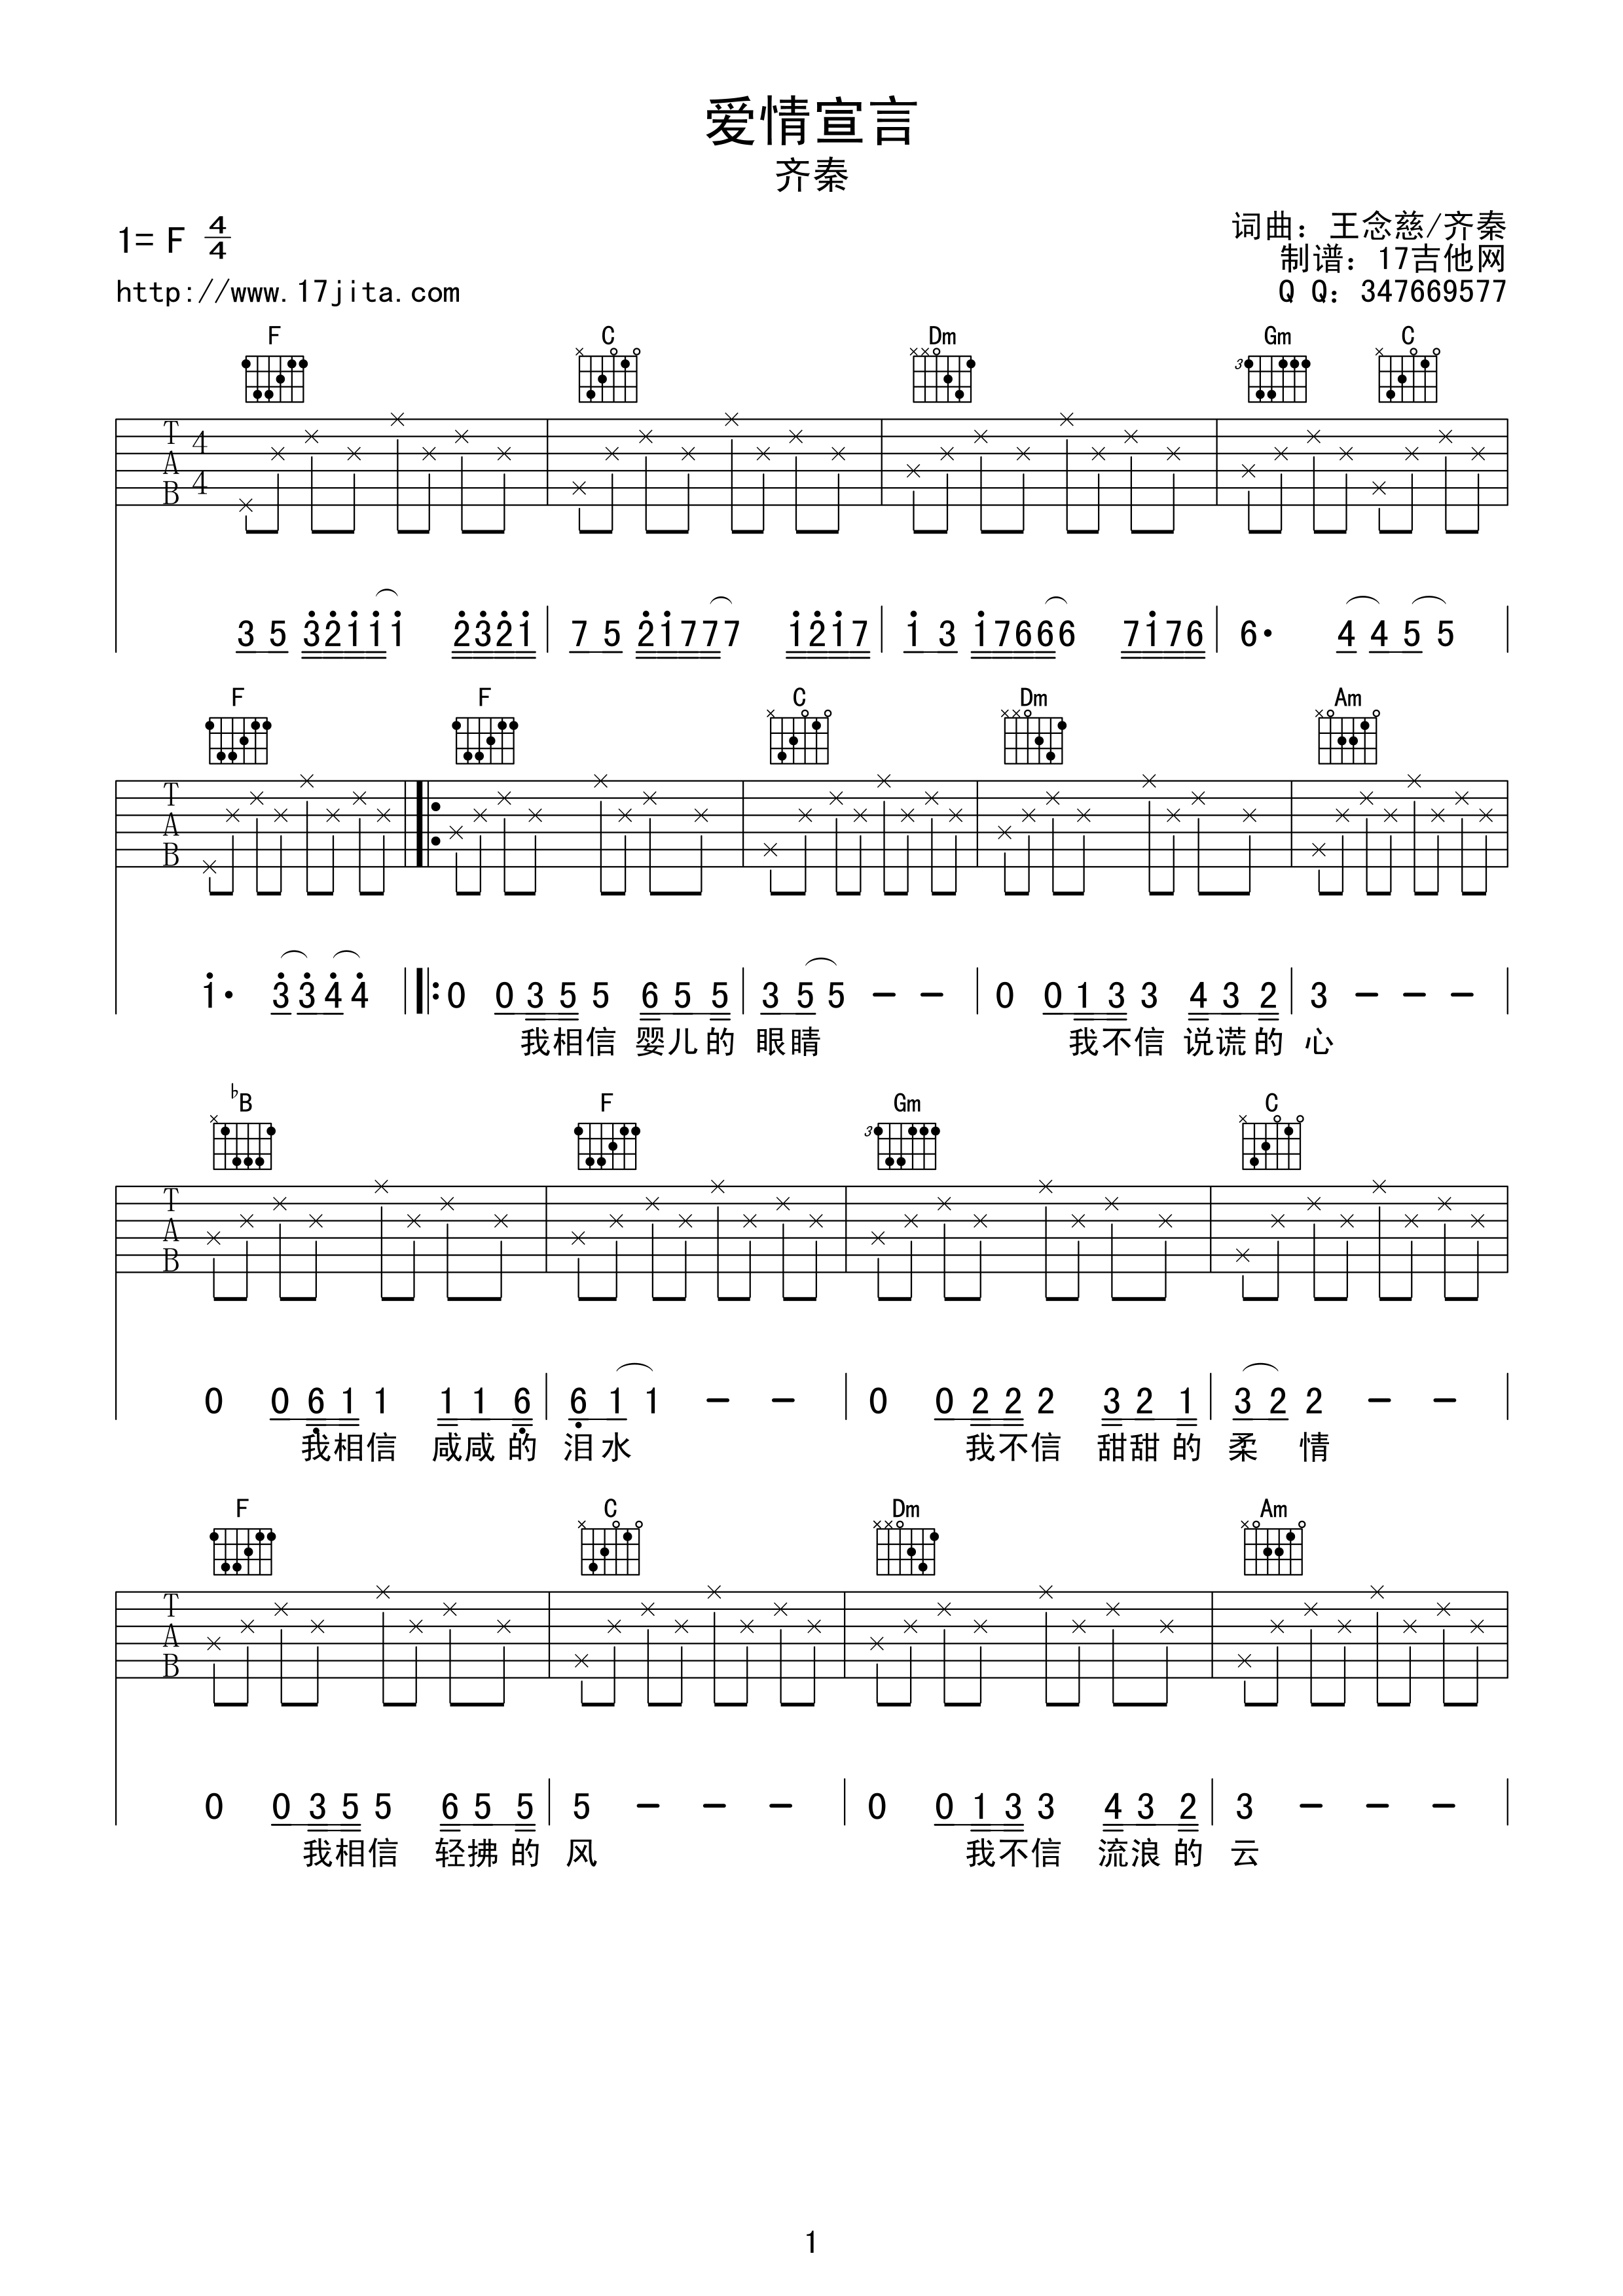 爱情宣言
齐秦
1= F 4/4
词曲：王念慈/齐秦
制谱：17吉他网
http://www.17jita.com
Q Q：347669577
F C Dm Gm C
T A B 4 4
3 5 3 2 1 1 1 2 3 2 1 7 5 2 1 7 7 7 1 2 1 7 1 3 1 7 6 6 6 7 1 7 6 6· 4 4 5 5
F F C Dm Am
T A B
1· 3 3 4 4 0 0 3 5 5 6 5 5 3 5 5 - - 0 0 1 3 3 4 3 2 3 - - -
我相信 婴儿的 眼睛 我不信 说谎的 心
♭B F Gm C
T A B
0 0 6 1 1 1 1 6 6 1 1 - - 0 0 2 2 2 3 2 1 3 2 2 - -
我相信 咸咸的 泪水 我不信 甜甜的 柔 情
F C Dm Am
T A B
0 0 3 5 5 6 5 5 5 - - - 0 0 1 3 3 4 3 2 3 - - -
我相信 轻拂的 风 我不信 流浪的 云
1